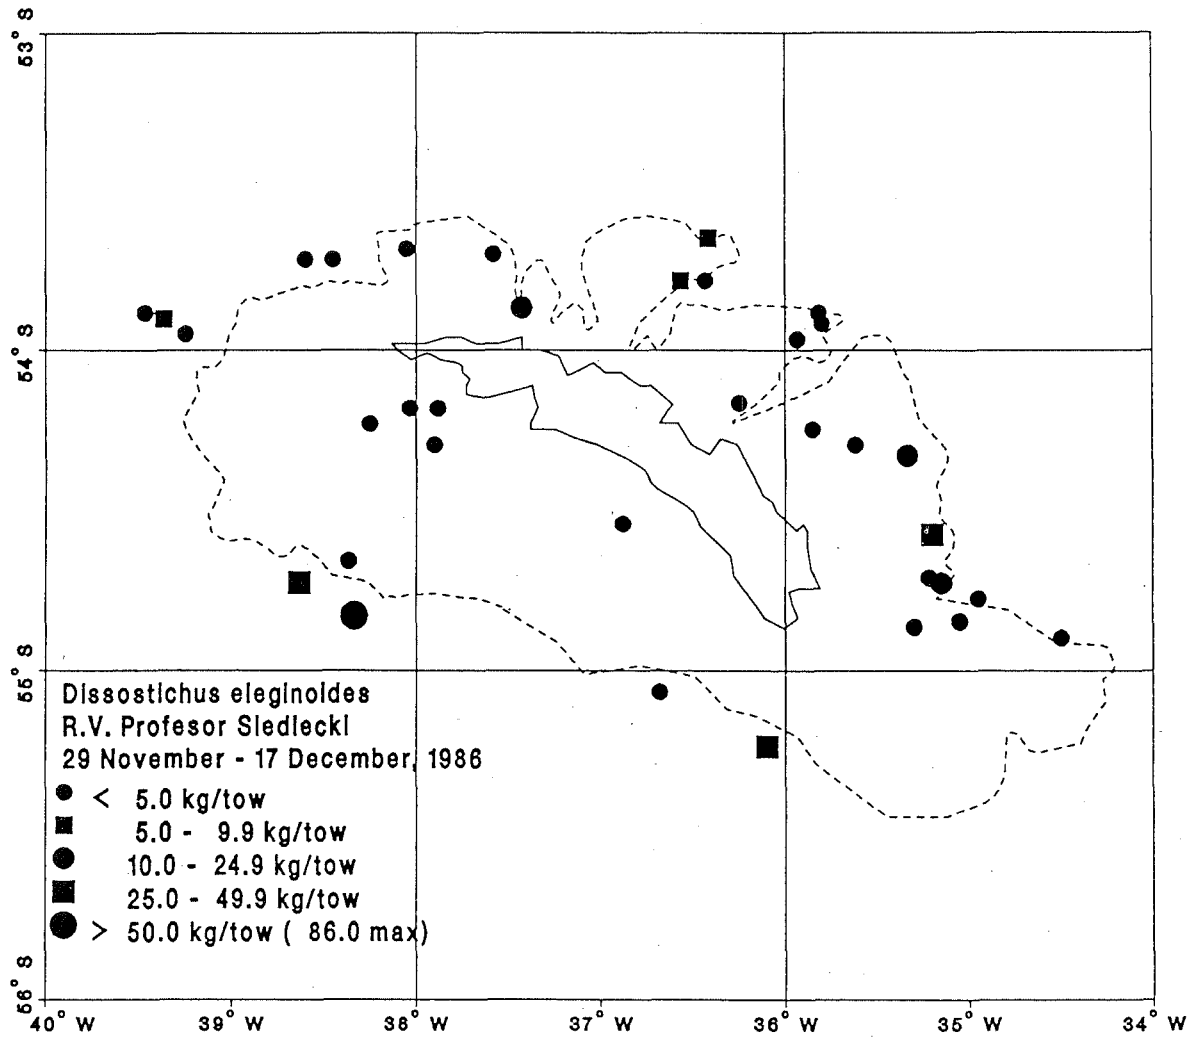 53° S
54° S
55° S
56° S
Dissostichus eleginoides
R.V. Profesor Siedlecki
29 November - 17 December, 1986
< 5.0 kg/tow
5.0 - 9.9 kg/tow
10.0 - 24.9 kg/tow
25.0 - 49.9 kg/tow
> 50.0 kg/tow ( 86.0 max)
40° W 39° W 38° W 37° W 36° W 35° W 34° W